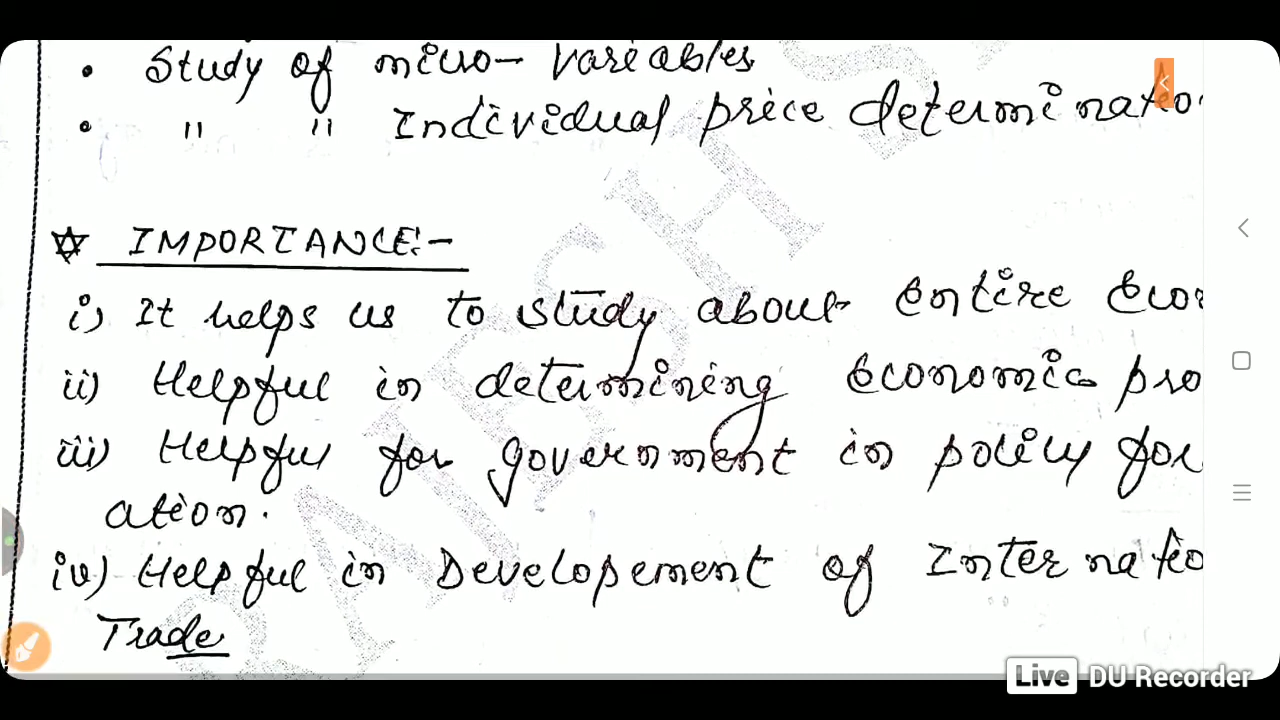 • Study of micro- variables
• " " Individual price determinatio
IMPORTANCE:-
i) It helps us to study about entire Eco
ii) Helpful in determining Economic pro
iii) Helpful for government in policy for
ation.
iv) Helpful in Developement of Internatio
Trade
Live DU Recorder